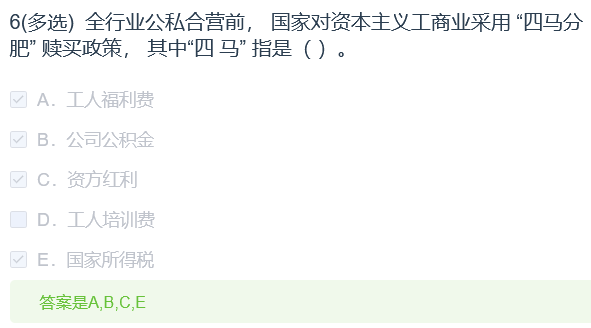 6(多选) 全行业公私合营前， 国家对资本主义工商业采用 “四马分
肥” 赎买政策， 其中“四 马” 指是（ ）。
A. 工人福利费
B. 公司公积金
C. 资方红利
D. 工人培训费
E. 国家所得税
答案是A,B,C,E